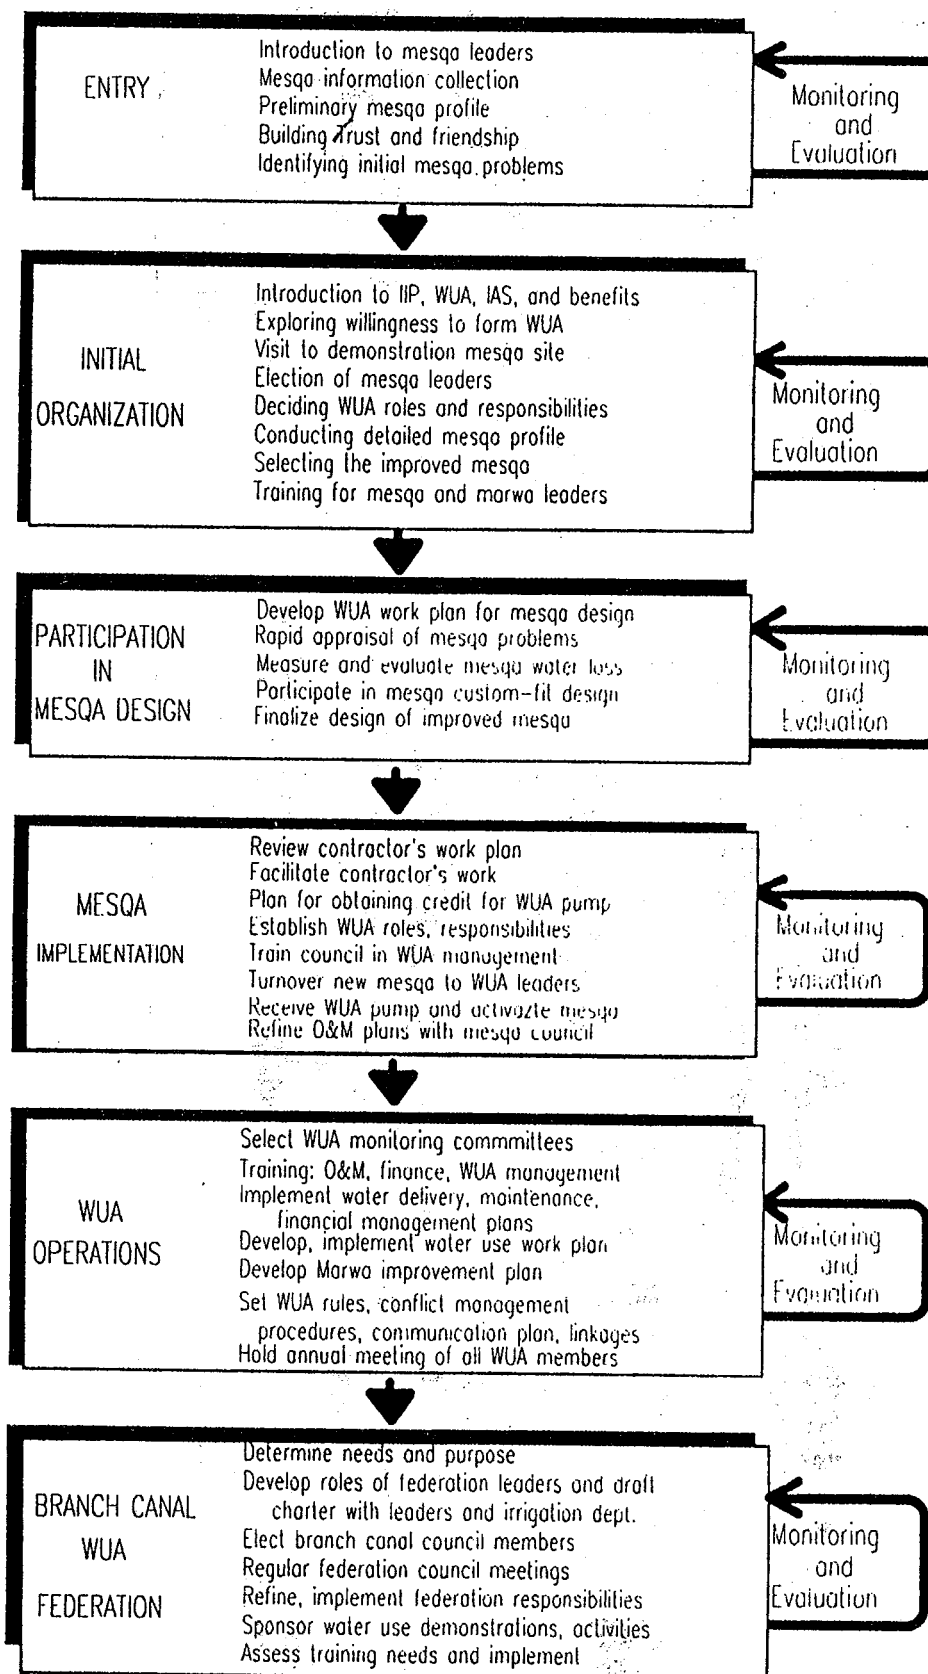 ENTRY
Introduction to mesqa leaders
Mesqa information collection
Preliminary mesqa profile
Building Trust and friendship
Identifying initial mesqa problems
Monitoring
and
Evaluation
INITIAL
ORGANIZATION
Introduction to IIP, WUA, IAS, and benefits
Exploring willingness to form WUA
Visit to demonstration mesqa site
Election of mesqa leaders
Deciding WUA roles and responsibilities
Conducting detailed mesqa profile
Selecting the improved mesqa
Training for mesqa and marwa leaders
Monitoring
and
Evaluation
PARTICIPATION
IN
MESQA DESIGN
Develop WUA work plan for mesqa design
Rapid appraisal of mesqa problems
Measure and evaluate mesqa water loss
Participate in mesqa custom-fit design
Finalize design of improved mesqa
Monitoring
and
Evaluation
MESQA
IMPLEMENTATION
Review contractor's work plan
Facilitate contractor's work
Plan for obtaining credit for WUA pump
Establish WUA roles, responsibilities
Train council in WUA management
Turnover new mesqa to WUA leaders
Receive WUA pump and activazte mesqa
Refine O&M plans with mesqa council
Monitoring
and
Evaluation
WUA
OPERATIONS
Select WUA monitoring commmittees
Training: O&M, finance, WUA management
Implement water delivery, maintenance,
financial management plans
Develop, implement water use work plan
Develop Marwa improvement plan
Set WUA rules, conflict management
procedures, communication plan, linkages
Hold annual meeting of all WUA members
Monitoring
and
Evaluation
BRANCH CANAL
WUA
FEDERATION
Determine needs and purpose
Develop roles of federation leaders and draft
charter with leaders and irrigation dept.
Elect branch canal council members
Regular federation council meetings
Refine, implement federation responsibilities
Sponsor water use demonstrations, activities
Assess training needs and implement
Monitoring
and
Evaluation